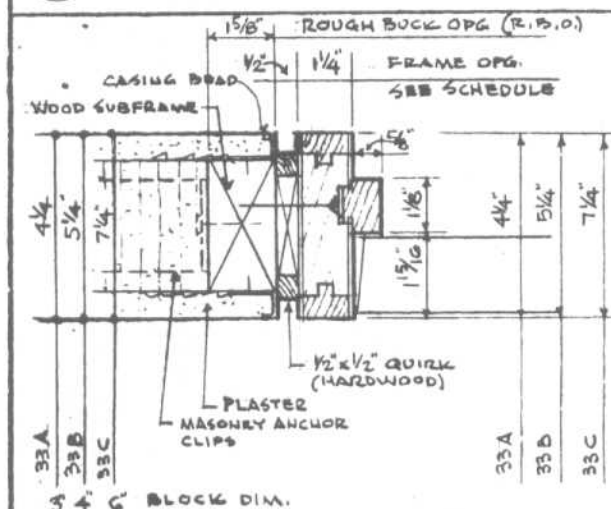 1 5/8" ROUGH BUCK OPG (R.B.O.)
1/2" 1 1/4" FRAME OPG.
SEE SCHEDULE
CASING BEAD
WOOD SUBFRAME
5/8"
4 1/4"
5 1/4"
7 1/4"
1 1/8"
1 5/16
4 1/4"
5 1/4"
7 1/4"
1/2" x 1/2" QUIRK
(HARDWOOD)
PLASTER
MASONRY ANCHOR
CLIPS
33A
33B
33C
33A
33B
33C
3" 4" 6" BLOCK DIM.